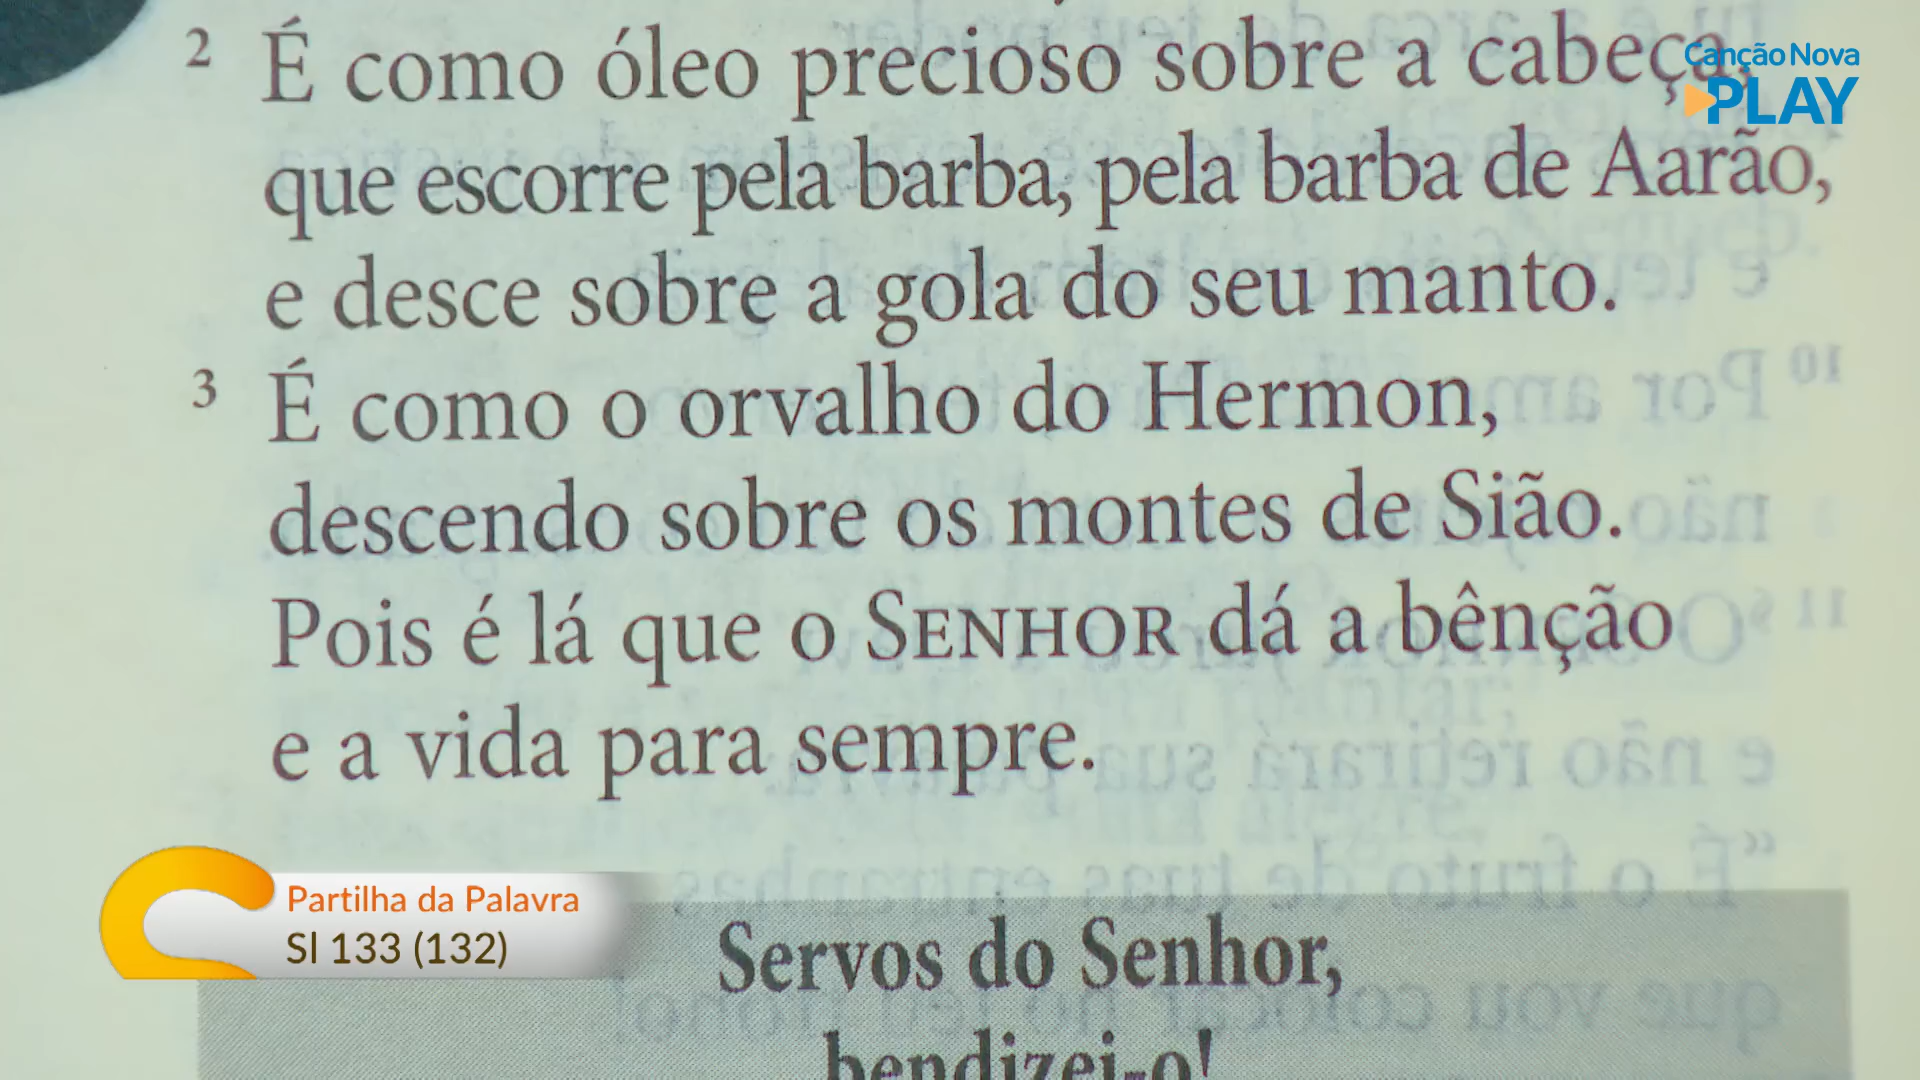 2 É como óleo precioso sobre a cabeça,
que escorre pela barba, pela barba de Aarão,
e desce sobre a gola do seu manto.
3 É como o orvalho do Hermon,
descendo sobre os montes de Sião.
Pois é lá que o SENHOR dá a bênção
e a vida para sempre.
Servos do Senhor,
bendizei-o!
Canção Nova
PLAY
Partilha da Palavra
Sl 133 (132)